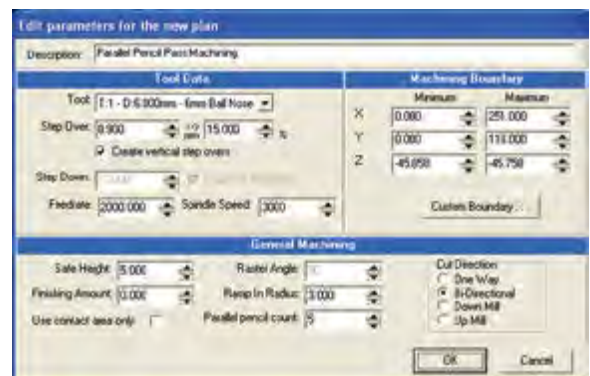 Edit parameters for the new plan
Description: Parallel Pencil Pass Machining
Tool Data
Tool: T:1 - D:6.000mm - 6mm Ball Nose
Step Over: 0.900 mm 15.000 %
Create vertical step overs
Step Down:
Feedrate: 2000.000 Spindle Speed: 3000
Machining Boundary
Minimum Maximum
X 0.000 251.000
Y 0.000
Z -45.858 -45.758
Custom Boundary...
General Machining
Safe Height: 5.000 Raster Angle:
Finishing Amount: 0.000 Ramp In Radius: 3.000
Use contact area only Parallel pencil count: 5
Cut Direction
One Way
Bi-Directional
Down Mill
Up Mill
OK Cancel